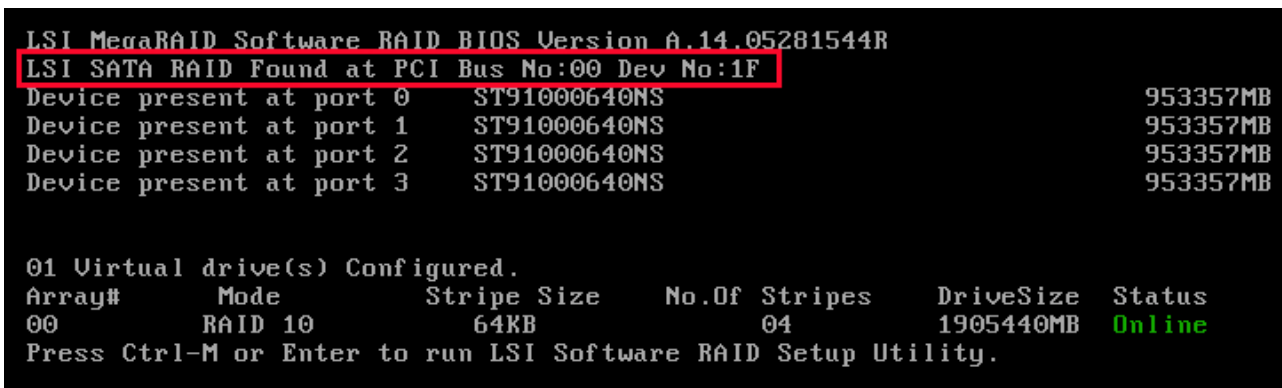 LSI MegaRAID Software RAID BIOS Version A.14.05281544R
LSI SATA RAID Found at PCI Bus No:00 Dev No:1F
Device present at port 0 ST91000640NS 953357MB
Device present at port 1 ST91000640NS 953357MB
Device present at port 2 ST91000640NS 953357MB
Device present at port 3 ST91000640NS 953357MB
01 Virtual drive(s) Configured.
Array# Mode Stripe Size No.Of Stripes DriveSize Status
00 RAID 10 64KB 04 1905440MB Online
Press Ctrl-M or Enter to run LSI Software RAID Setup Utility.